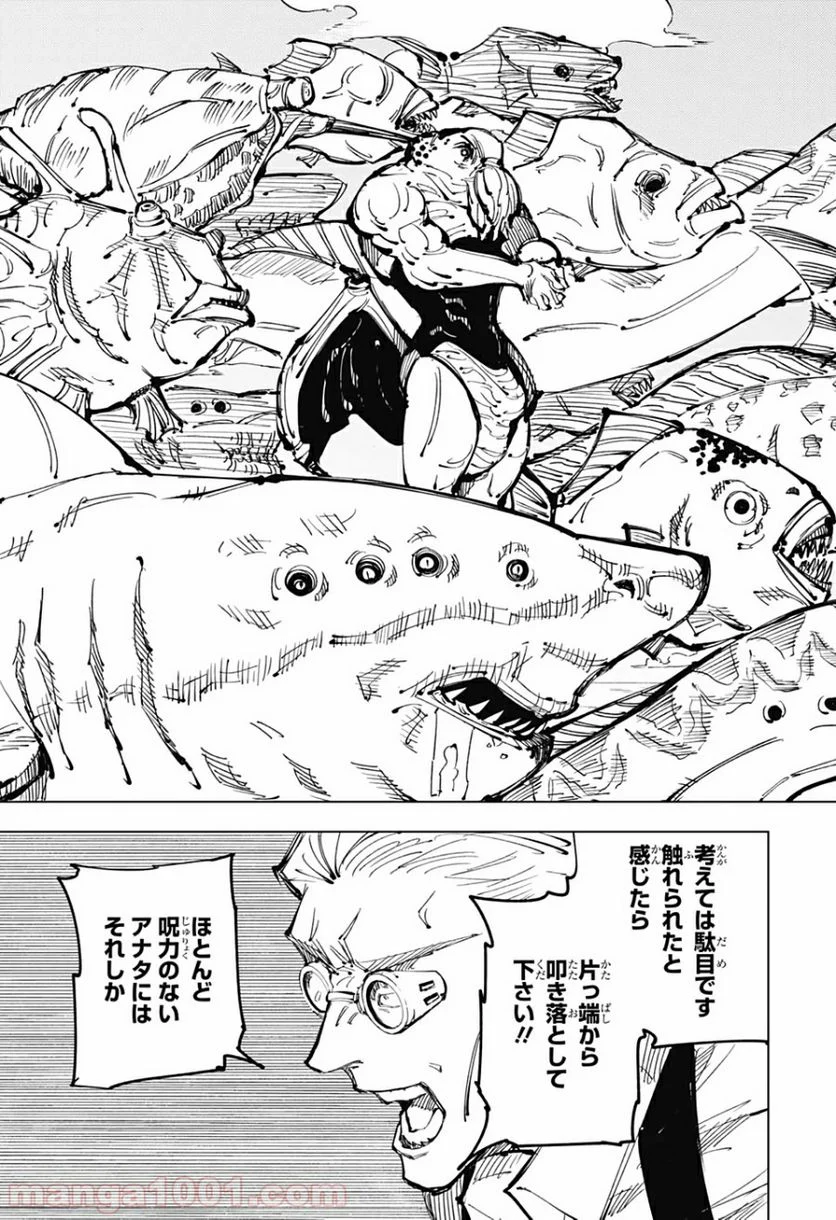 考えては駄目です
触れられたと
感じたら
片っ端から
叩き落として
下さい!!
ほとんど
呪力のない
アナタには
それしか
manga1001.com